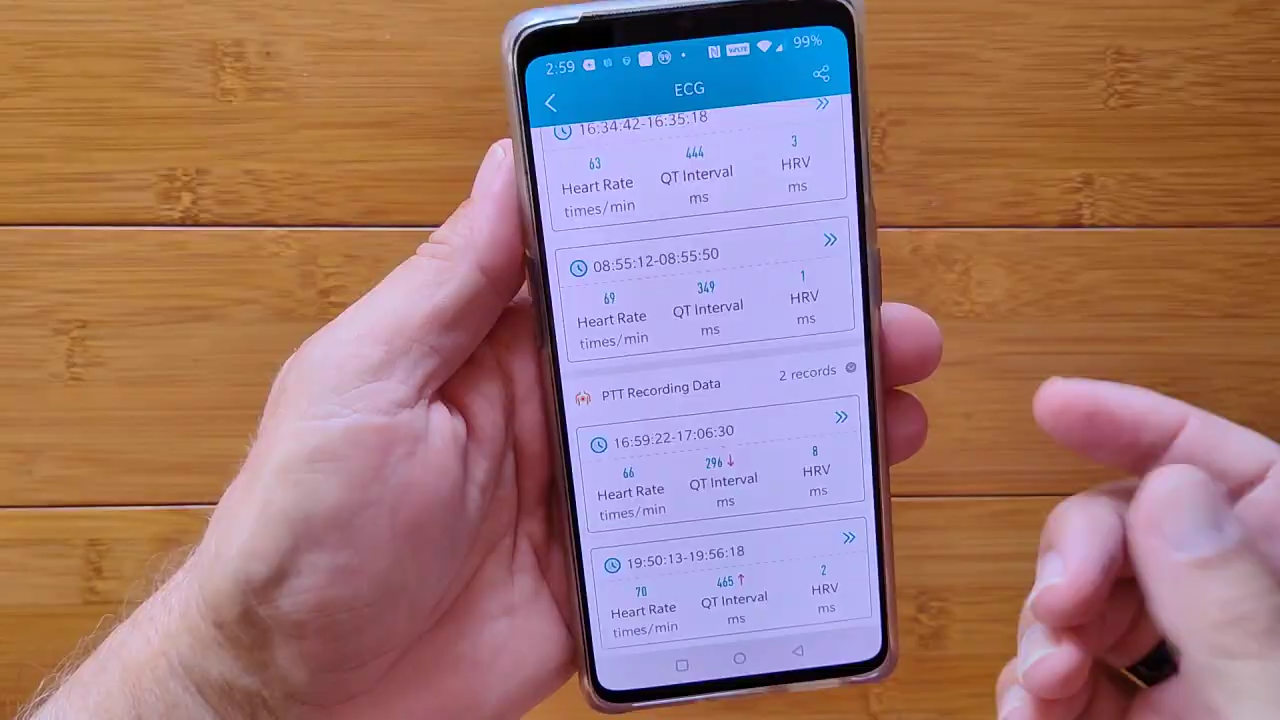 2:59
VoLTE
99%
ECG
16:34:42-16:35:18
63
444
3
Heart Rate
QT Interval
HRV
times/min
ms
ms
08:55:12-08:55:50
69
349
1
Heart Rate
QT Interval
HRV
times/min
ms
ms
PTT Recording Data
2 records
16:59:22-17:06:30
66
296↓
8
Heart Rate
QT Interval
HRV
times/min
ms
ms
19:50:13-19:56:18
70
465↑
2
Heart Rate
QT Interval
HRV
times/min
ms
ms